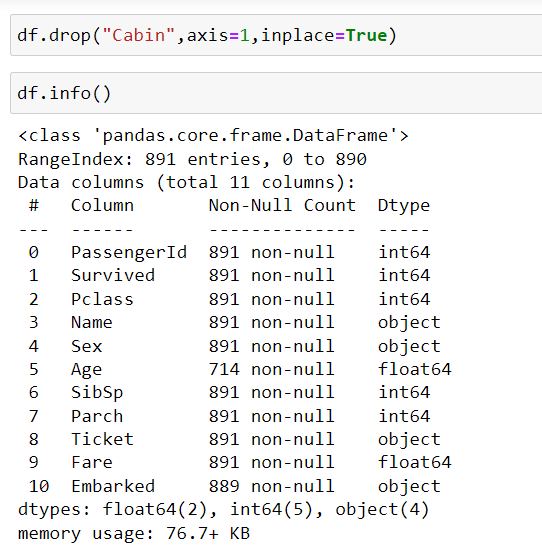 df.drop("Cabin",axis=1,inplace=True)
df.info()
<class 'pandas.core.frame.DataFrame'>
RangeIndex: 891 entries, 0 to 890
Data columns (total 11 columns):
 #   Column       Non-Null Count  Dtype
---  ------       --------------  -----
 0   PassengerId  891 non-null    int64
 1   Survived     891 non-null    int64
 2   Pclass       891 non-null    int64
 3   Name         891 non-null    object
 4   Sex          891 non-null    object
 5   Age          714 non-null    float64
 6   SibSp        891 non-null    int64
 7   Parch        891 non-null    int64
 8   Ticket       891 non-null    object
 9   Fare         891 non-null    float64
 10  Embarked     889 non-null    object
dtypes: float64(2), int64(5), object(4)
memory usage: 76.7+ KB